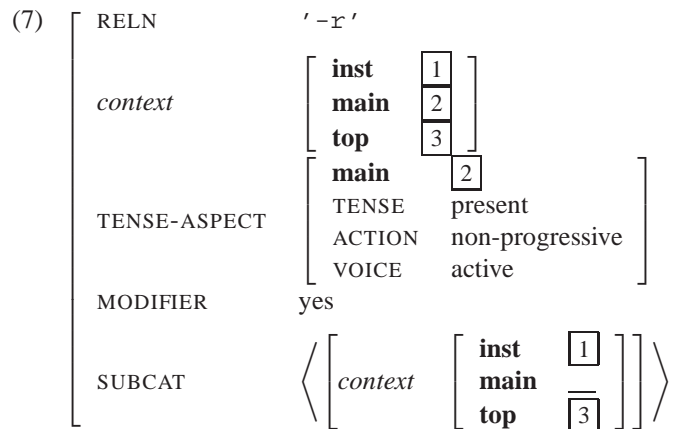 (7) RELN '-r'
context inst 1
main 2
top 3
TENSE-ASPECT main 2
TENSE present
ACTION non-progressive
VOICE active
MODIFIER yes
SUBCAT ⟨ context inst 1
main __
top 3 ⟩